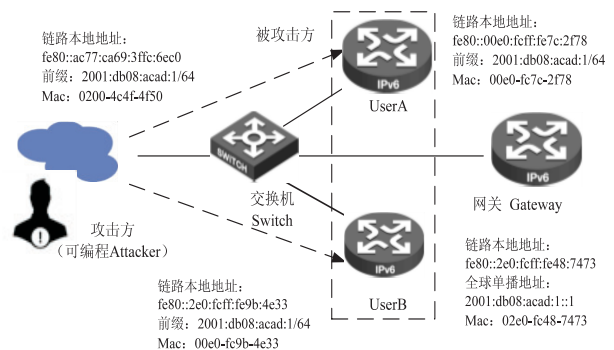 链路本地地址：
fe80::ac77:ca69:3ffc:6ec0
前缀：2001:db08:acad:1/64
Mac：0200-4c4f-4f50
被攻击方
IPv6
UserA
链路本地地址：
fe80::00e0:fcff:fe7c:2f78
前缀：2001:db08:acad:1/64
Mac：00e0-fc7c-2f78
SWITCH
交换机
Switch
IPv6
网关 Gateway
攻击方
（可编程Attacker）
IPv6
UserB
链路本地地址：
fe80::2e0:fcff:fe9b:4e33
前缀：2001:db08:acad:1/64
Mac：00e0-fc9b-4e33
链路本地地址：
fe80::2e0:fcff:fe48:7473
全球单播地址：
2001:db08:acad:1::1
Mac：02e0-fc48-7473